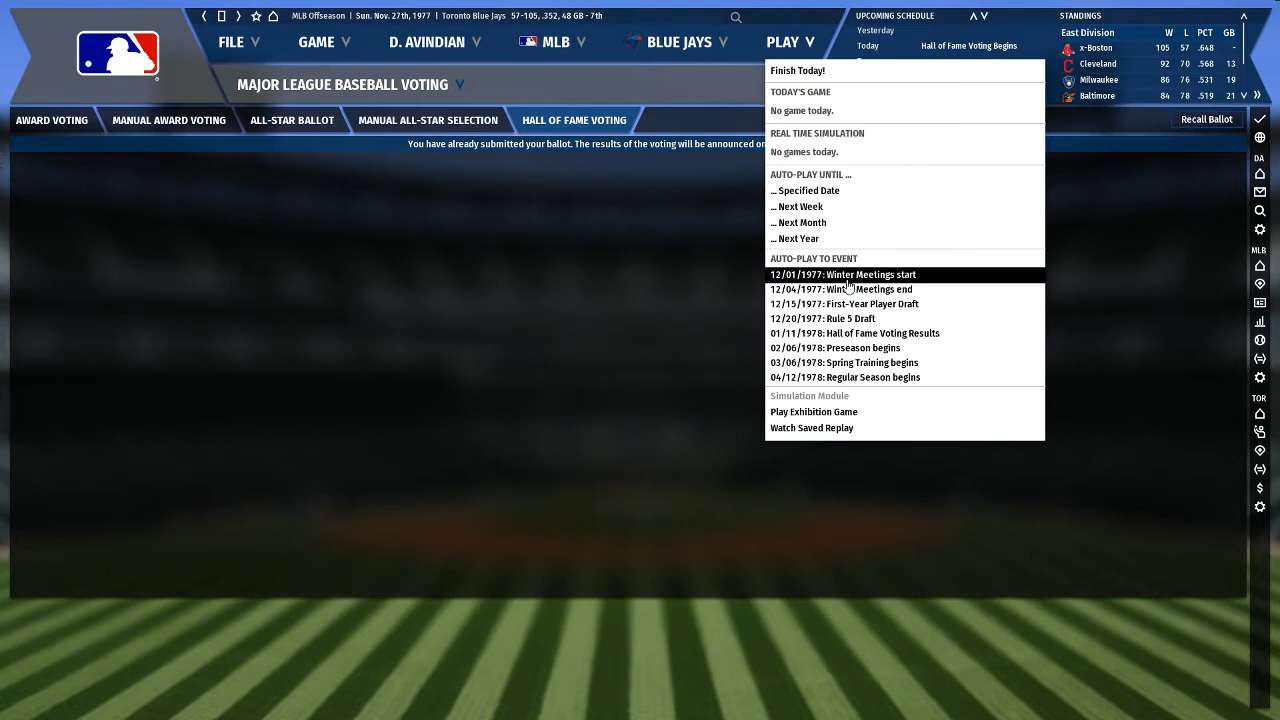 MLB Offseason | Sun. Nov. 27th, 1977 | Toronto Blue Jays 57-105, .352, 48 GB - 7th
FILE GAME D. AVINDIAN MLB BLUE JAYS PLAY
UPCOMING SCHEDULE
Yesterday
Today Hall of Fame Voting Begins
STANDINGS
East Division W L PCT GB
x-Boston 105 57 .648 -
Cleveland 92 70 .568 13
Milwaukee 86 76 .531 19
Baltimore 84 78 .519 21
MAJOR LEAGUE BASEBALL VOTING
AWARD VOTING MANUAL AWARD VOTING ALL-STAR BALLOT MANUAL ALL-STAR SELECTION HALL OF FAME VOTING Recall Ballot
You have already submitted your ballot. The results of the voting will be announced on
Finish Today!
TODAY'S GAME
No game today.
REAL TIME SIMULATION
No games today.
AUTO-PLAY UNTIL ...
... Specified Date
... Next Week
... Next Month
... Next Year
AUTO-PLAY TO EVENT
12/01/1977: Winter Meetings start
12/04/1977: Winter Meetings end
12/15/1977: First-Year Player Draft
12/20/1977: Rule 5 Draft
01/11/1978: Hall of Fame Voting Results
02/06/1978: Preseason begins
03/06/1978: Spring Training begins
04/12/1978: Regular Season begins
Simulation Module
Play Exhibition Game
Watch Saved Replay
DA
MLB
TOR